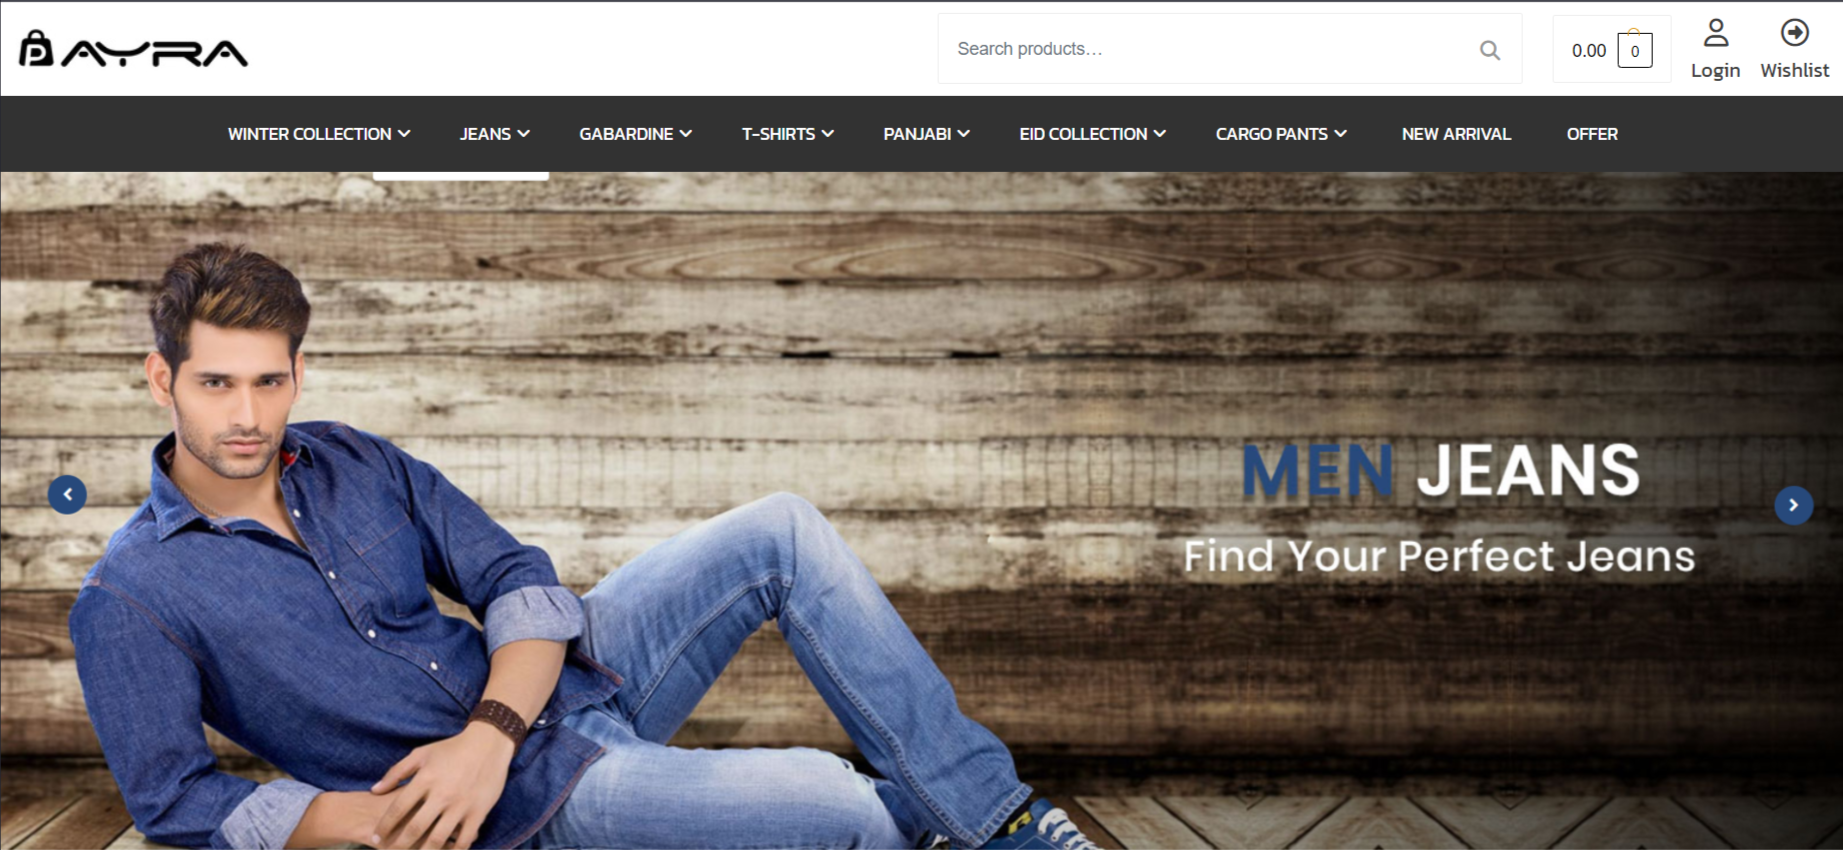 AYRA
Search products...
0.00 0
Login
Wishlist
WINTER COLLECTION
JEANS
GABARDINE
T-SHIRTS
PANJABI
EID COLLECTION
CARGO PANTS
NEW ARRIVAL
OFFER
MEN JEANS
Find Your Perfect Jeans